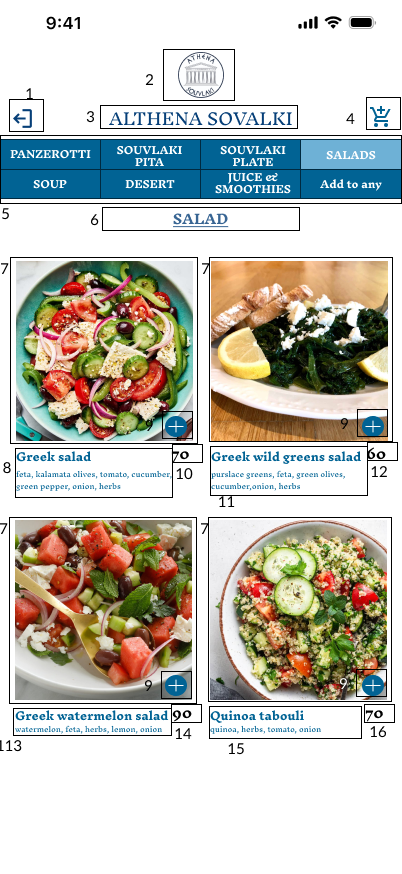 9:41
1
2
ATHENA
SOUVLAKI
3
ALTHENA SOVALKI
4
PANZEROTTI
SOUVLAKI
PITA
SOUVLAKI
PLATE
SALADS
SOUP
DESERT
JUICE &
SMOOTHIES
Add to any
5
6
SALAD
7
7
9
9
Greek salad
70
feta, kalamata olives, tomato, cucumber,
green pepper, onion, herbs
8
10
Greek wild greens salad
60
purslace greens, feta, green olives,
cucumber,onion, herbs
12
11
7
7
9
9
Greek watermelon salad
90
watermelon, feta, herbs, lemon, onion
14
113
Quinoa tabouli
70
quinoa, herbs, tomato, onion
16
15